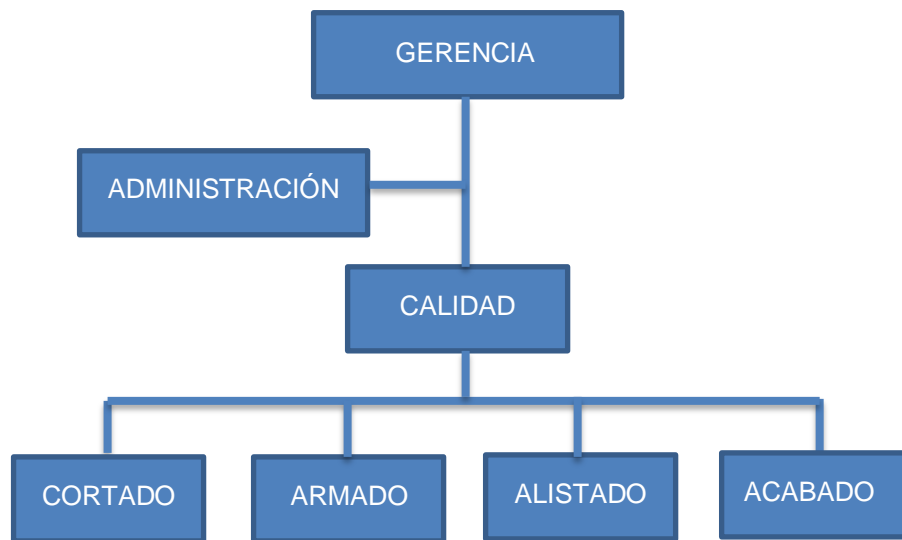 GERENCIA
ADMINISTRACIÓN
CALIDAD
CORTADO
ARMADO
ALISTADO
ACABADO